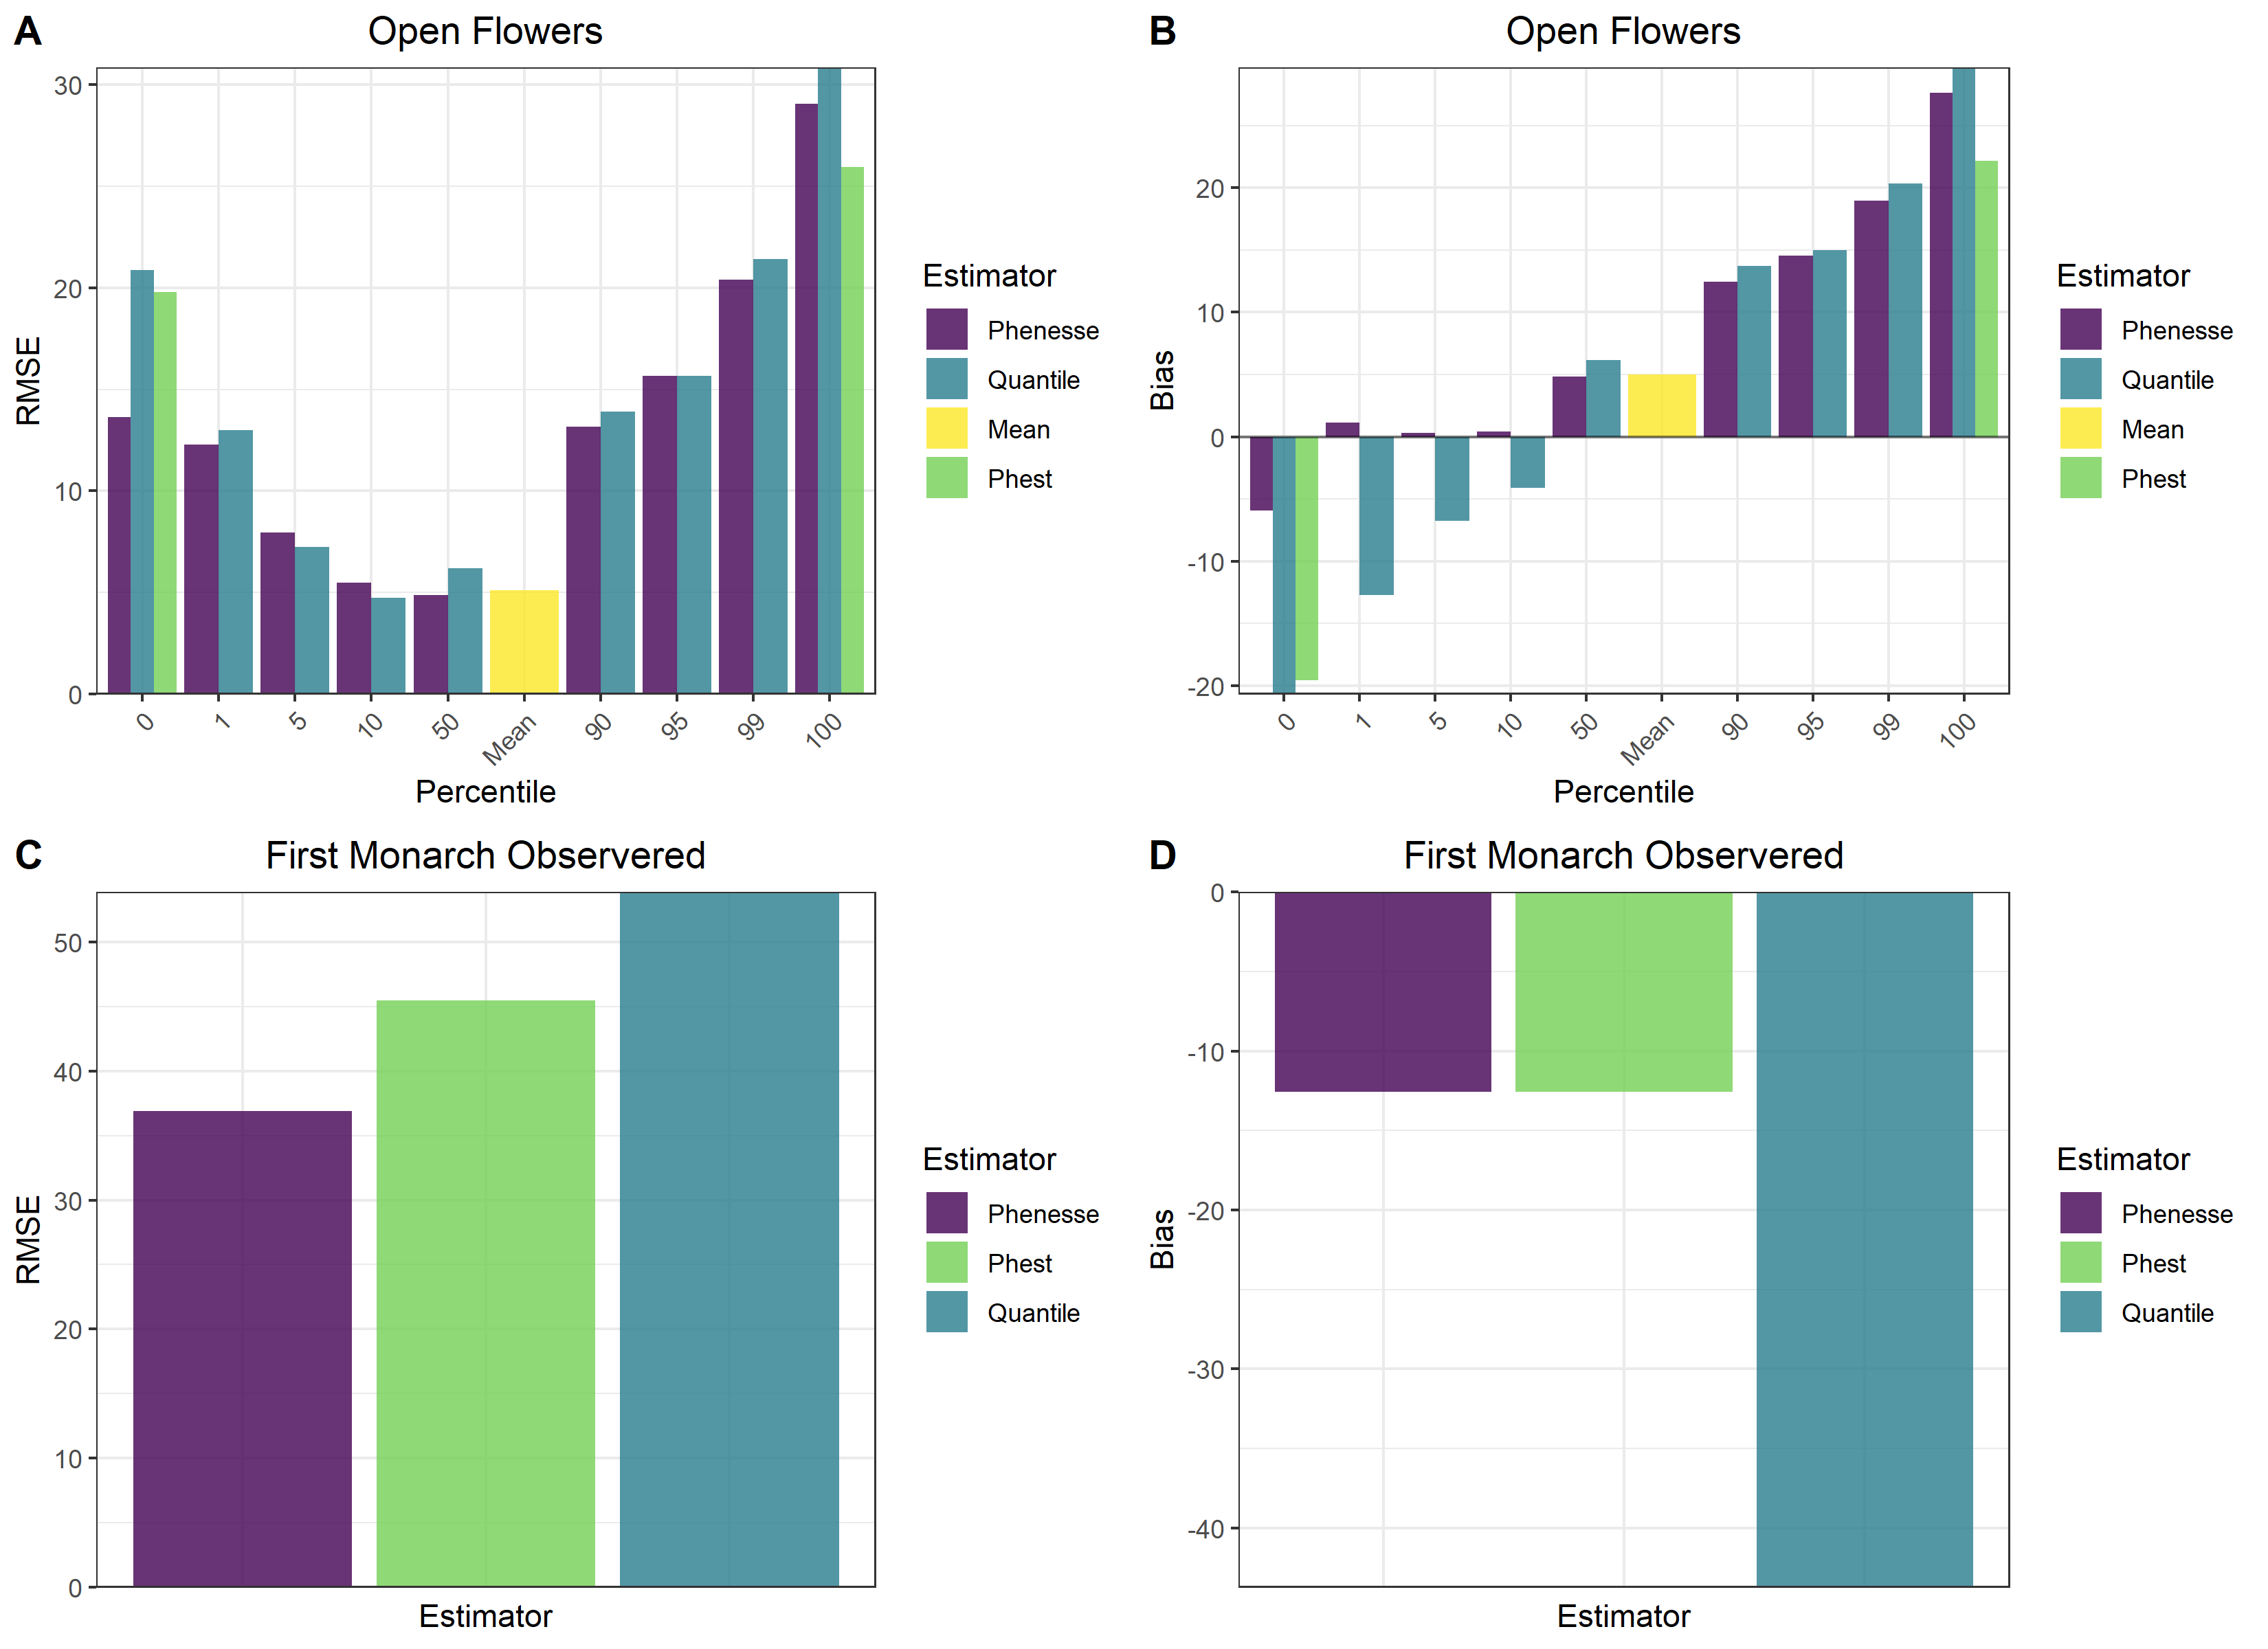 A
Open Flowers
RMSE
30
20
10
0
0
1
5
10
50
Mean
90
95
99
100
Percentile
Estimator
Phenesse
Quantile
Mean
Phest
B
Open Flowers
Bias
20
10
0
-10
-20
0
1
5
10
50
Mean
90
95
99
100
Percentile
Estimator
Phenesse
Quantile
Mean
Phest
C
First Monarch Observered
RMSE
50
40
30
20
10
0
Estimator
Estimator
Phenesse
Phest
Quantile
D
First Monarch Observered
Bias
0
-10
-20
-30
-40
Estimator
Estimator
Phenesse
Phest
Quantile